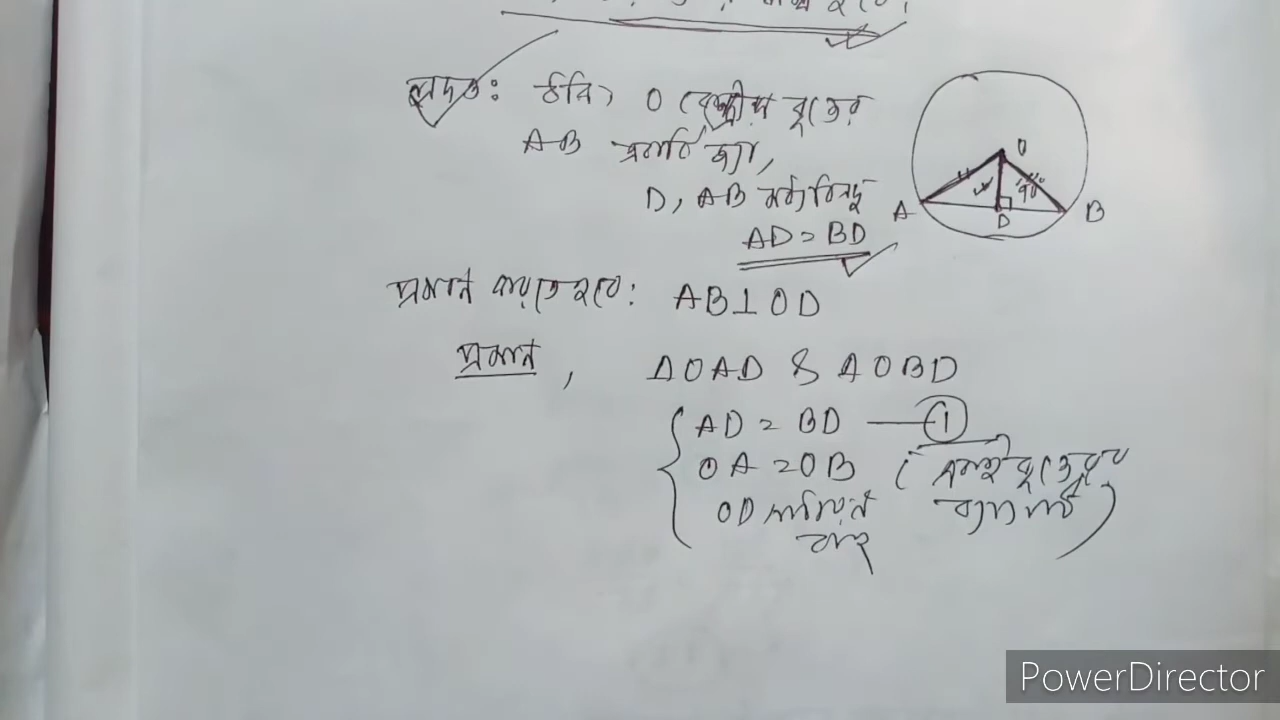 প্রদত্ত: ধরি, O কেন্দ্রীয় বৃত্তের
AB একটি জ্যা,
D, AB মধ্যবিন্দু
AD = BD
O
90°
A
D
B
প্রমাণ করতে হবে: AB⊥OD
প্রমাণ, ΔOAD & ΔOBD
AD = BD — ①
OA = OB (একই বৃত্তের
OD সাধারণ ব্যাসার্ধ)
বাহু
PowerDirector